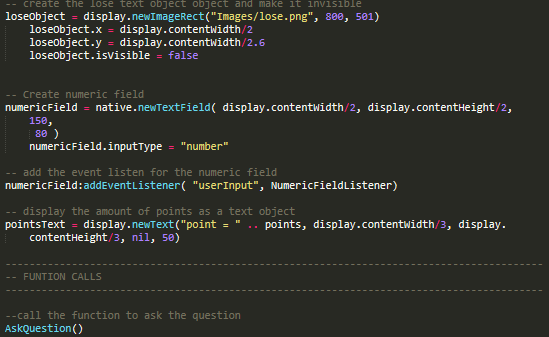 -- create the lose text object object and make it invisible
loseObject = display.newImageRect("Images/lose.png", 800, 501)
loseObject.x = display.contentWidth/2
loseObject.y = display.contentWidth/2.6
loseObject.isVisible = false
-- Create numeric field
numericField = native.newTextField( display.contentWidth/2, display.contentHeight/2,
150,
80 )
numericField.inputType = "number"
-- add the event listen for the numeric field
numericField:addEventListener( "userInput", NumericFieldListener)
-- display the amount of points as a text object
pointsText = display.newText("point = " .. points, display.contentWidth/3, display.
contentHeight/3, nil, 50)
-----------------------------------------------------------------------------------------
-- FUNTION CALLS
-----------------------------------------------------------------------------------------
--call the function to ask the question
AskQuestion()